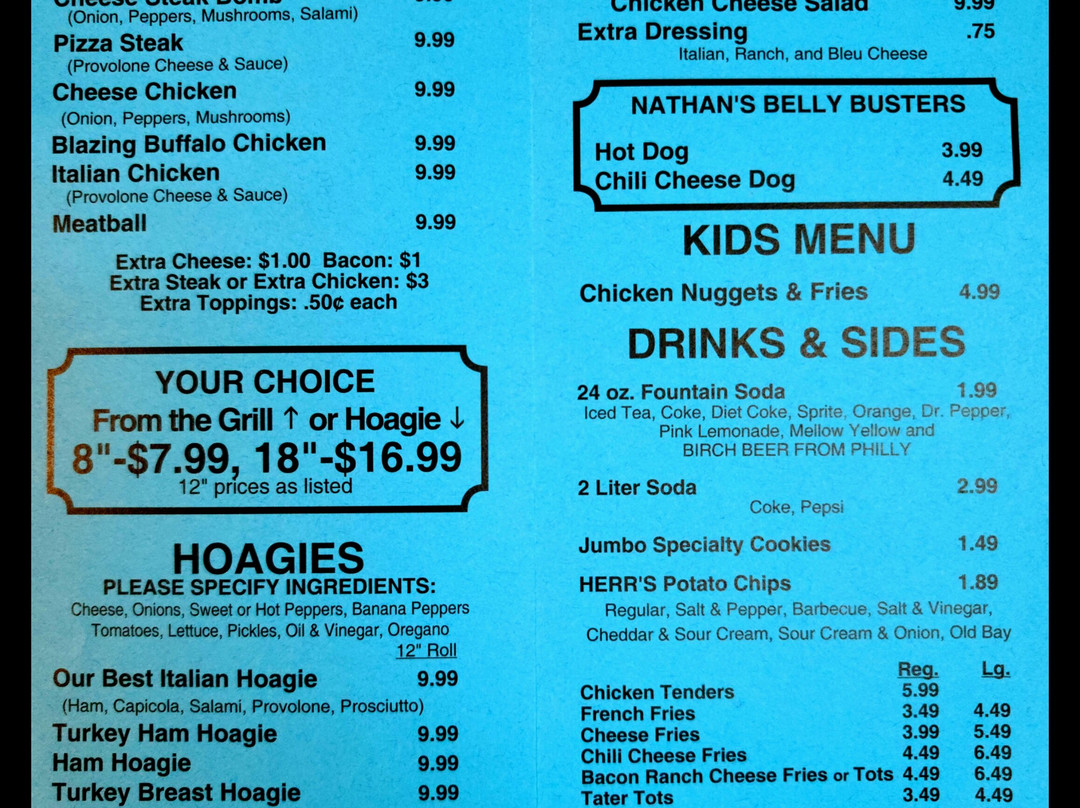 Cheese Steak Bomb 9.99
(Onion, Peppers, Mushrooms, Salami)
Pizza Steak 9.99
(Provolone Cheese & Sauce)
Cheese Chicken 9.99
(Onion, Peppers, Mushrooms)
Blazing Buffalo Chicken 9.99
Italian Chicken 9.99
(Provolone Cheese & Sauce)
Meatball 9.99
Extra Cheese: $1.00 Bacon: $1
Extra Steak or Extra Chicken: $3
Extra Toppings: .50¢ each
YOUR CHOICE
From the Grill ↑ or Hoagie ↓
8"-$7.99, 18"-$16.99
12" prices as listed
HOAGIES
PLEASE SPECIFY INGREDIENTS:
Cheese, Onions, Sweet or Hot Peppers, Banana Peppers
Tomatoes, Lettuce, Pickles, Oil & Vinegar, Oregano
12" Roll
Our Best Italian Hoagie 9.99
(Ham, Capicola, Salami, Provolone, Prosciutto)
Turkey Ham Hoagie 9.99
Ham Hoagie 9.99
Turkey Breast Hoagie 9.99
Chicken Cheese Salad 9.99
Extra Dressing .75
Italian, Ranch, and Bleu Cheese
NATHAN'S BELLY BUSTERS
Hot Dog 3.99
Chili Cheese Dog 4.49
KIDS MENU
Chicken Nuggets & Fries 4.99
DRINKS & SIDES
24 oz. Fountain Soda 1.99
Iced Tea, Coke, Diet Coke, Sprite, Orange, Dr. Pepper,
Pink Lemonade, Mellow Yellow and
BIRCH BEER FROM PHILLY
2 Liter Soda 2.99
Coke, Pepsi
Jumbo Specialty Cookies 1.49
HERR'S Potato Chips 1.89
Regular, Salt & Pepper, Barbecue, Salt & Vinegar,
Cheddar & Sour Cream, Sour Cream & Onion, Old Bay
Reg. Lg.
Chicken Tenders 5.99
French Fries 3.49 4.49
Cheese Fries 3.99 5.49
Chili Cheese Fries 4.49 6.49
Bacon Ranch Cheese Fries or Tots 4.49 6.49
Tater Tots 3.49 4.49